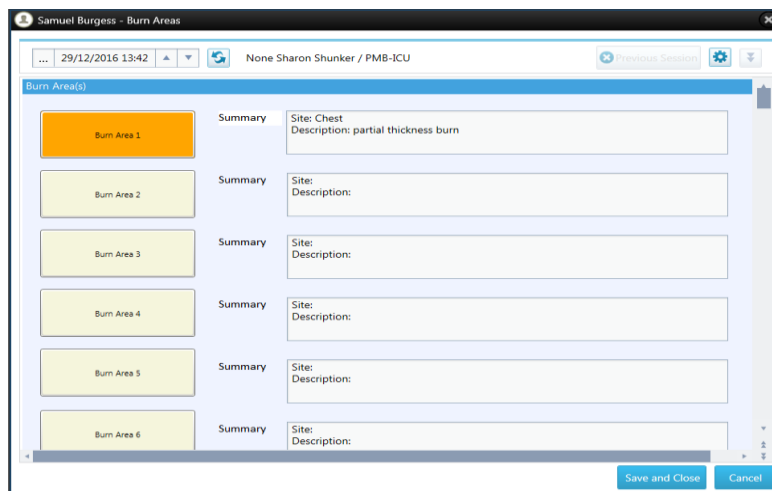 Samuel Burgess - Burn Areas
... 29/12/2016 13:42 None Sharon Shunker / PMB-ICU Previous Session
Burn Area(s)
Burn Area 1
Summary
Site: Chest
Description: partial thickness burn
Burn Area 2
Summary
Site:
Description:
Burn Area 3
Summary
Site:
Description:
Burn Area 4
Summary
Site:
Description:
Burn Area 5
Summary
Site:
Description:
Burn Area 6
Summary
Site:
Description:
Save and Close Cancel